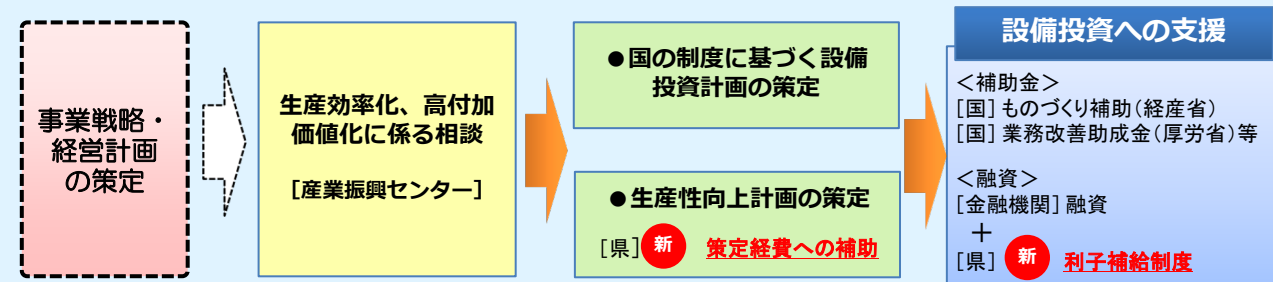 事業戦略・
経営計画
の策定
生産効率化、高付加
価値化に係る相談
[産業振興センター]
●国の制度に基づく設備
投資計画の策定
●生産性向上計画の策定
[県] 新 策定経費への補助
設備投資への支援
＜補助金＞
[国] ものづくり補助（経産省）
[国] 業務改善助成金（厚労省）等
＜融資＞
[金融機関] 融資
＋
[県] 新 利子補給制度